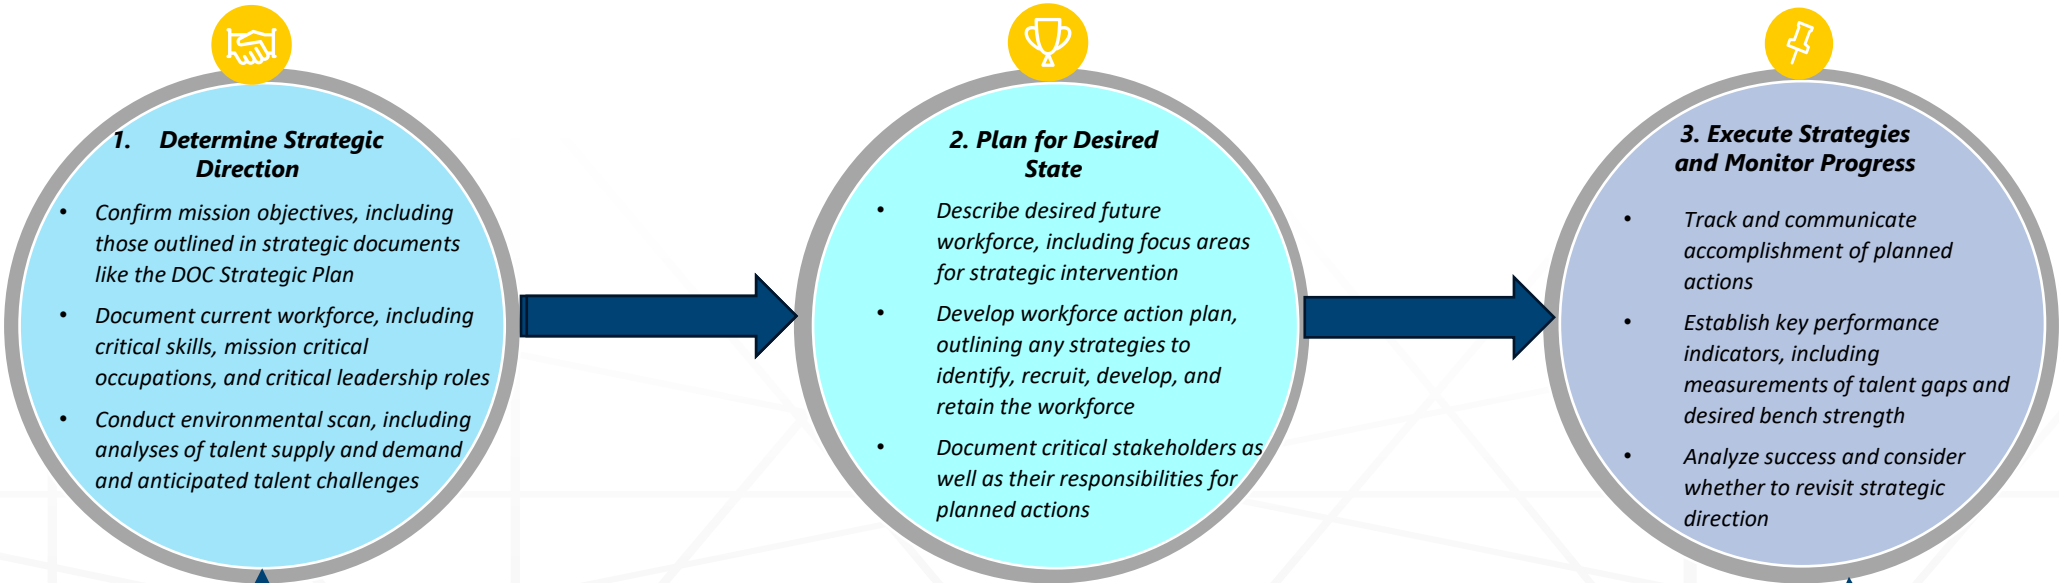 1. Determine Strategic
Direction
• Confirm mission objectives, including
those outlined in strategic documents
like the DOC Strategic Plan
• Document current workforce, including
critical skills, mission critical
occupations, and critical leadership roles
• Conduct environmental scan, including
analyses of talent supply and demand
and anticipated talent challenges
2. Plan for Desired
State
• Describe desired future
workforce, including focus areas
for strategic intervention
• Develop workforce action plan,
outlining any strategies to
identify, recruit, develop, and
retain the workforce
• Document critical stakeholders as
well as their responsibilities for
planned actions
3. Execute Strategies
and Monitor Progress
• Track and communicate
accomplishment of planned
actions
• Establish key performance
indicators, including
measurements of talent gaps and
desired bench strength
• Analyze success and consider
whether to revisit strategic
direction